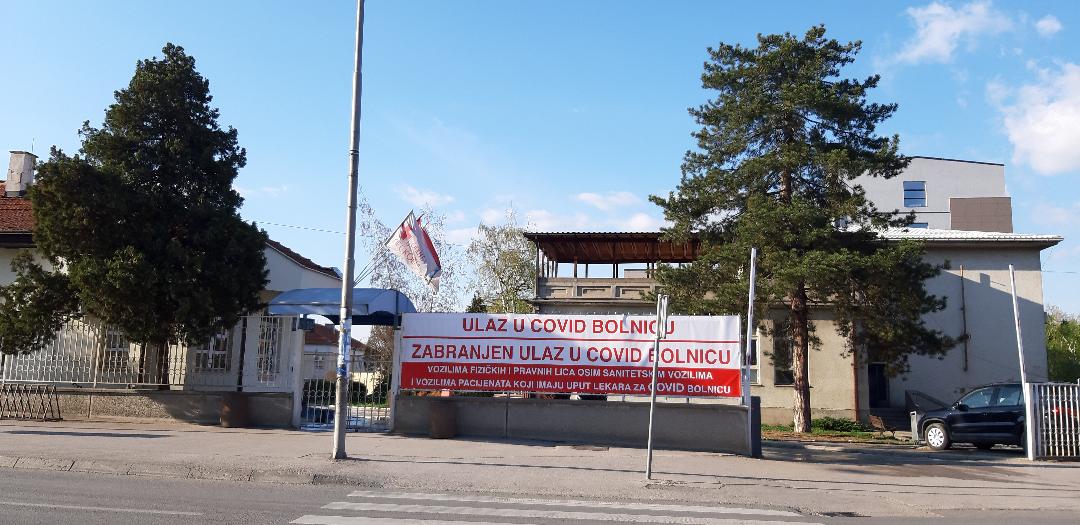 ULAZ U COVID BOLNICU
ZABRANJEN ULAZ U COVID BOLNICU
VOZILIMA FIZIČKIH I PRAVNIH LICA OSIM SANITETSKIM VOZILIMA
I VOZILIMA PACIJENATA KOJI IMAJU UPUT LEKARA ZA COVID BOLNICU